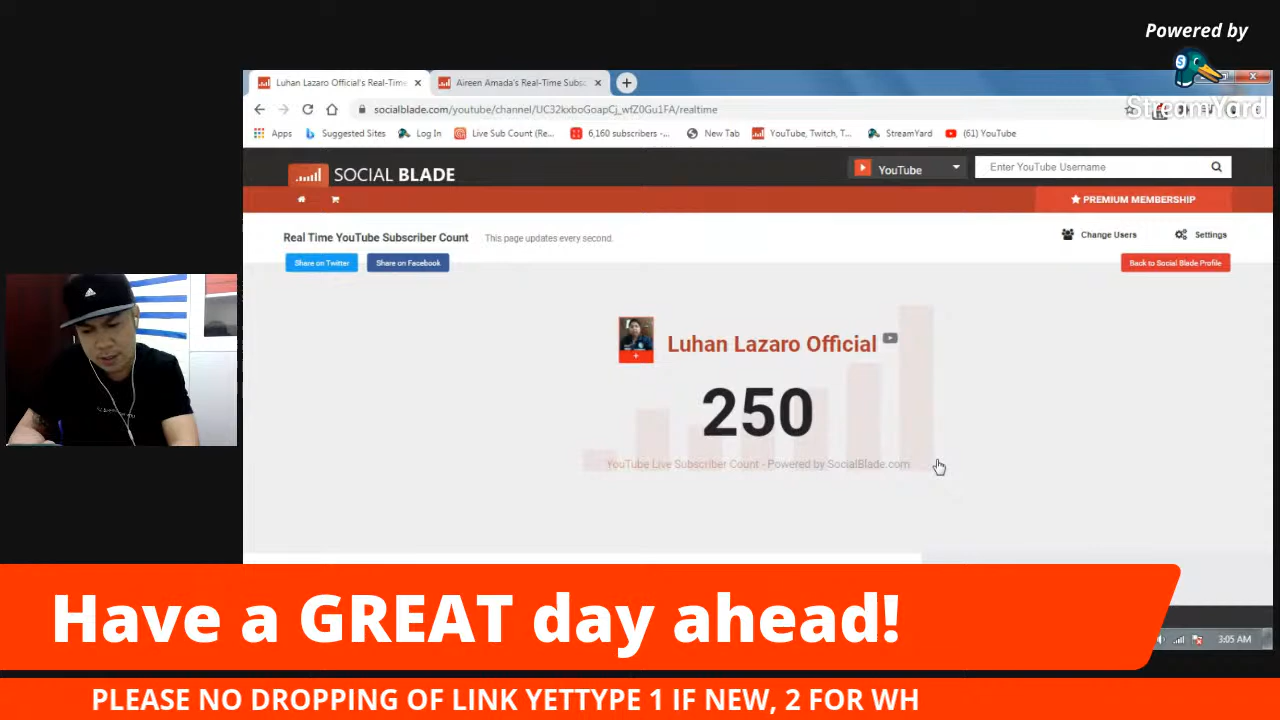 Powered by
StreamYard
Luhan Lazaro Official's Real-Time
Aireen Amada's Real-Time Subsc
socialblade.com/youtube/channel/UC32kxboGoapCj_wfZ0Gu1FA/realtime
Apps Suggested Sites Log In Live Sub Count (Re... 6,160 subscribers -... New Tab YouTube, Twitch, T... StreamYard (61) YouTube
SOCIAL BLADE
YouTube
Enter YouTube Username
PREMIUM MEMBERSHIP
Real Time YouTube Subscriber Count This page updates every second.
Change Users Settings
Share on Twitter Share on Facebook
Back to Social Blade Profile
Luhan Lazaro Official
250
YouTube Live Subscriber Count - Powered by SocialBlade.com
Have a GREAT day ahead!
3:05 AM
PLEASE NO DROPPING OF LINK YETTYPE 1 IF NEW, 2 FOR WH